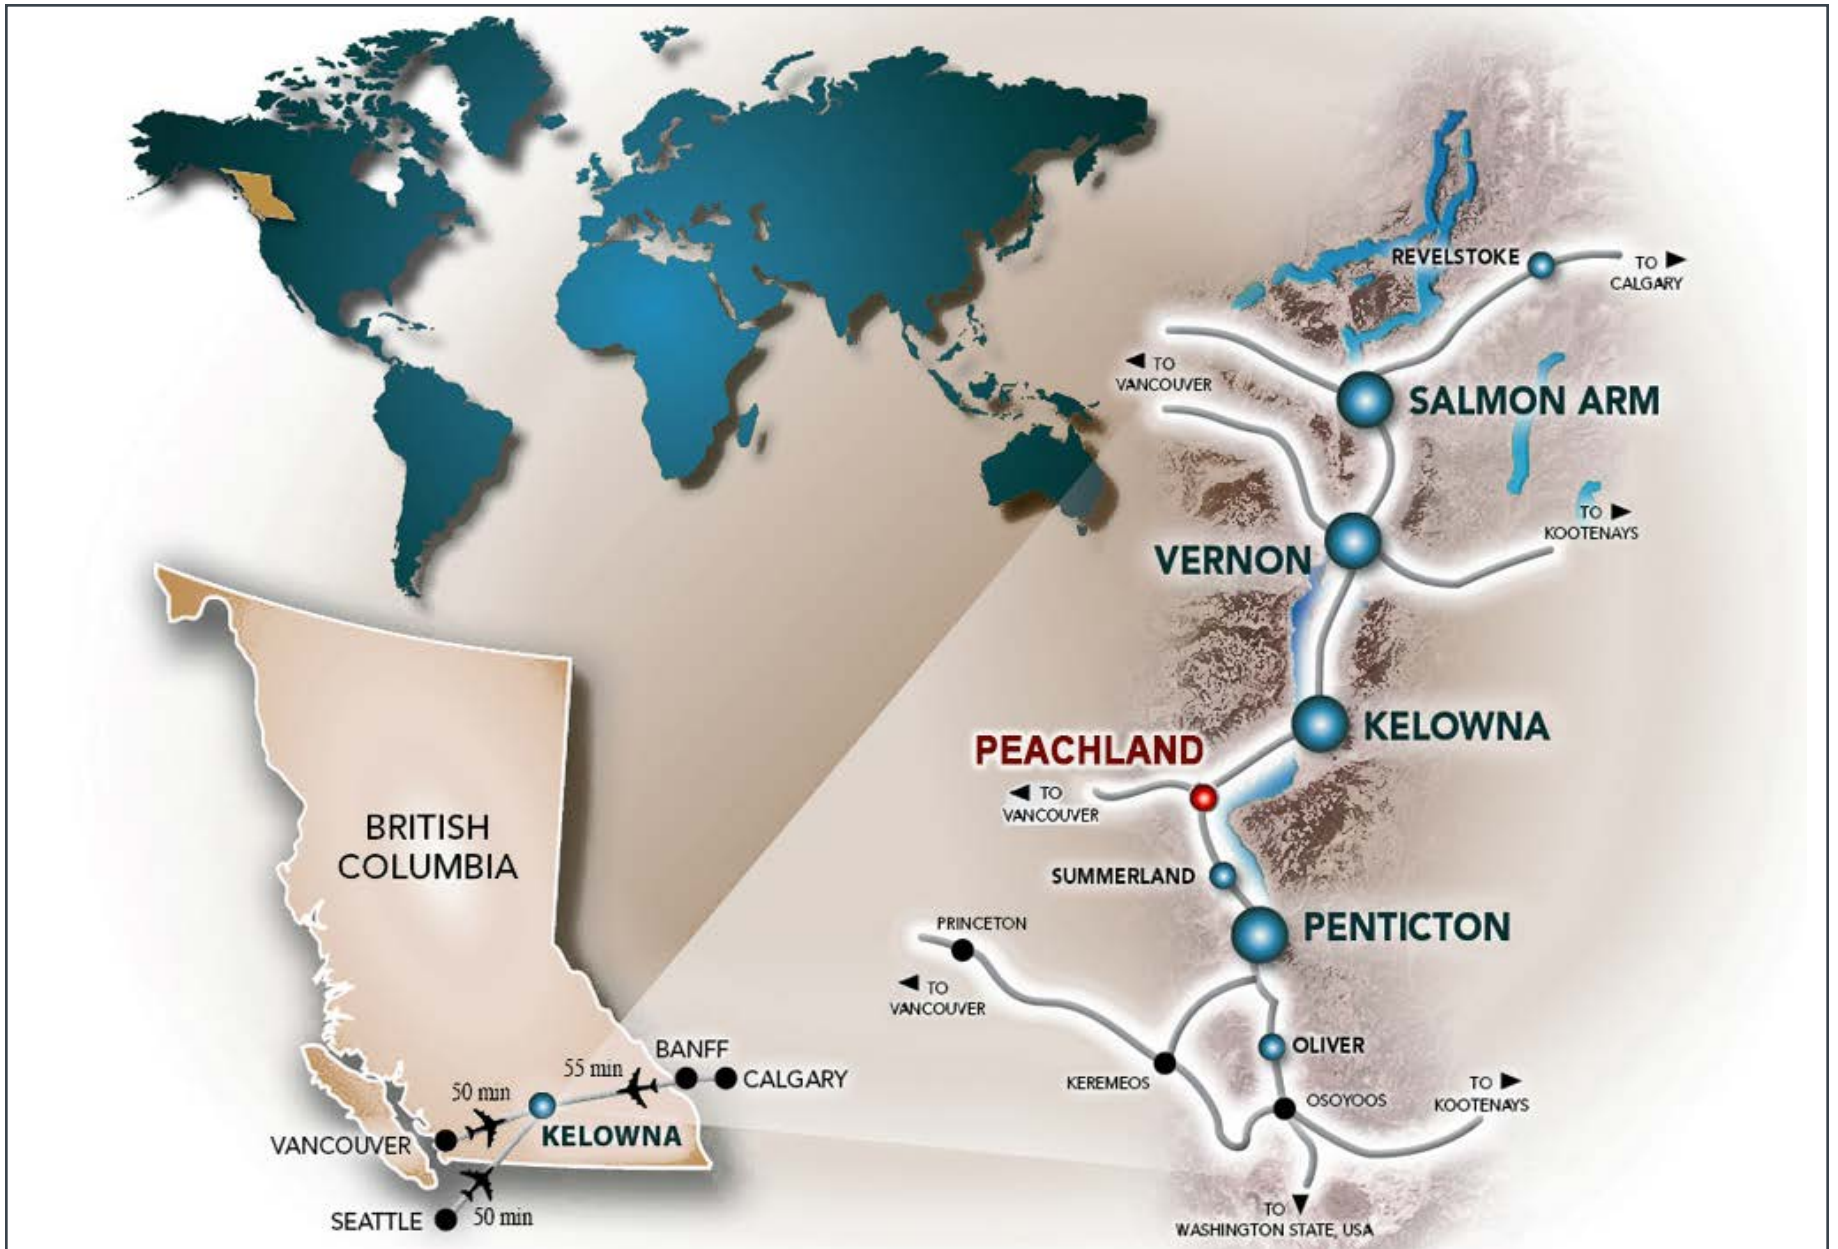 REVELSTOKE
TO
CALGARY
TO
VANCOUVER
SALMON ARM
TO
KOOTENAYS
VERNON
KELOWNA
PEACHLAND
TO
VANCOUVER
SUMMERLAND
PENTICTON
PRINCETON
TO
VANCOUVER
OLIVER
KEREMEOS
OSOYOOS
TO
KOOTENAYS
TO
WASHINGTON STATE, USA
BRITISH
COLUMBIA
BANFF
55 min
CALGARY
50 min
KELOWNA
VANCOUVER
SEATTLE
50 min